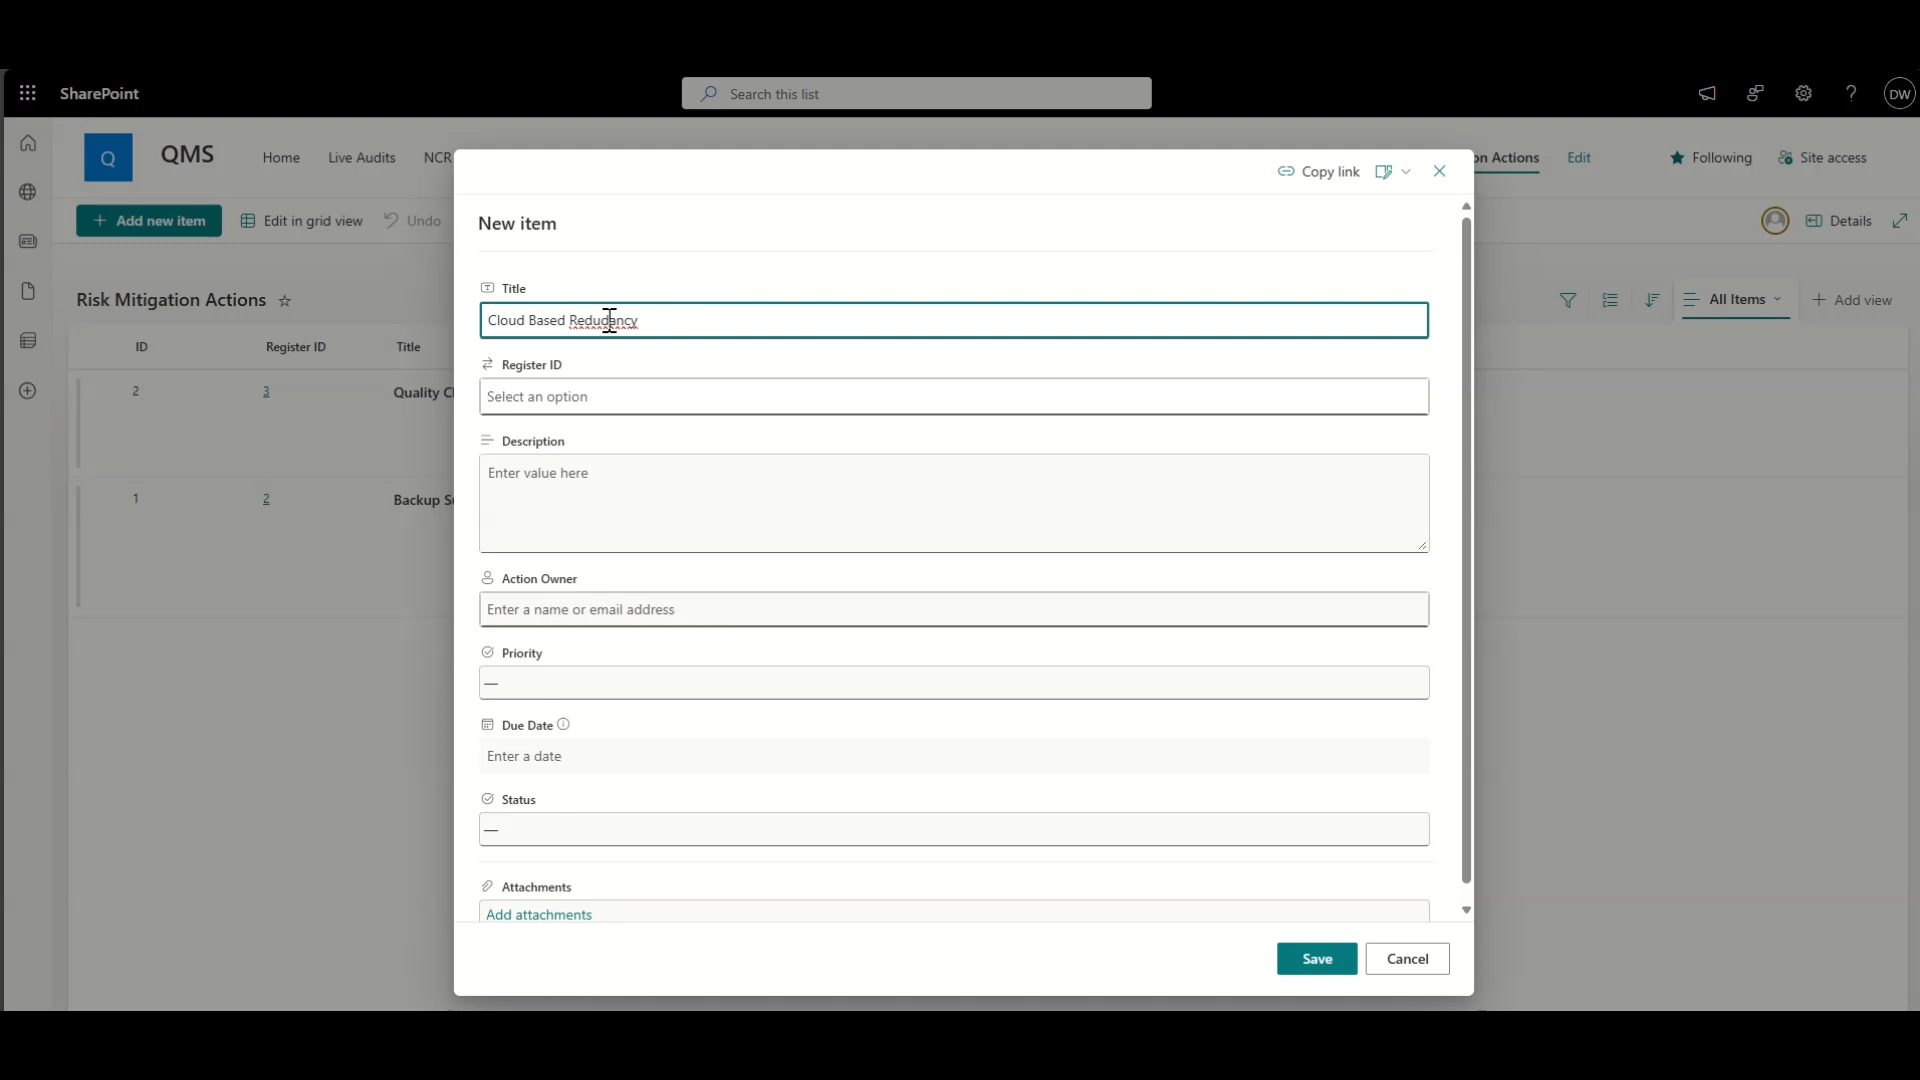 SharePoint
Search this list
DW
Q
QMS
Home
Live Audits
NCR
on Actions
Edit
Following
Site access
Add new item
Edit in grid view
Undo
Details
Risk Mitigation Actions
All Items
Add view
ID
Register ID
Title
2
3
Quality C
1
2
Backup S
Copy link
New item
Title
Cloud Based Redudancy
Register ID
Select an option
Description
Enter value here
Action Owner
Enter a name or email address
Priority
—
Due Date
Enter a date
Status
—
Attachments
Add attachments
Save
Cancel